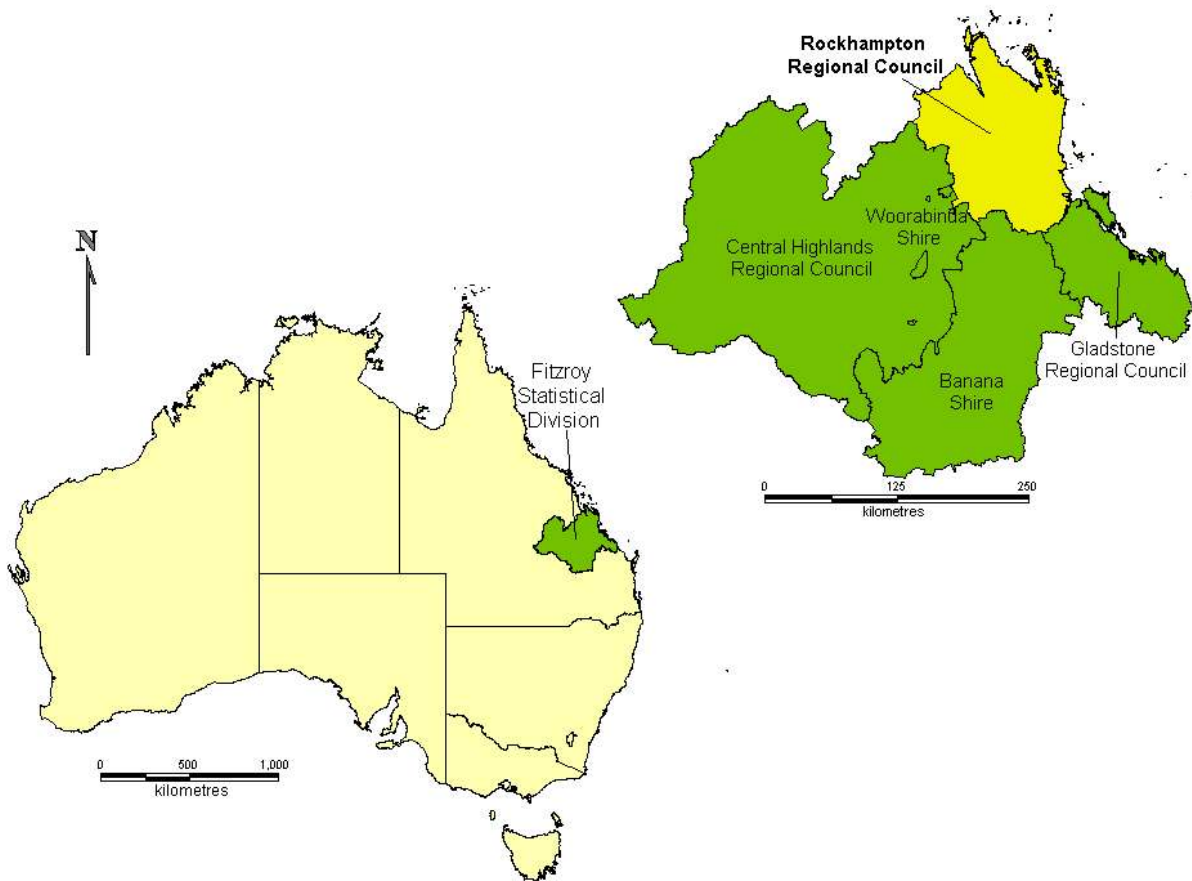 Rockhampton
Regional Council
Woorabinda
Shire
Central Highlands
Regional Council
Gladstone
Regional Council
Banana
Shire
0 125 250
kilometres
N
Fitzroy
Statistical
Division
0 500 1,000
kilometres